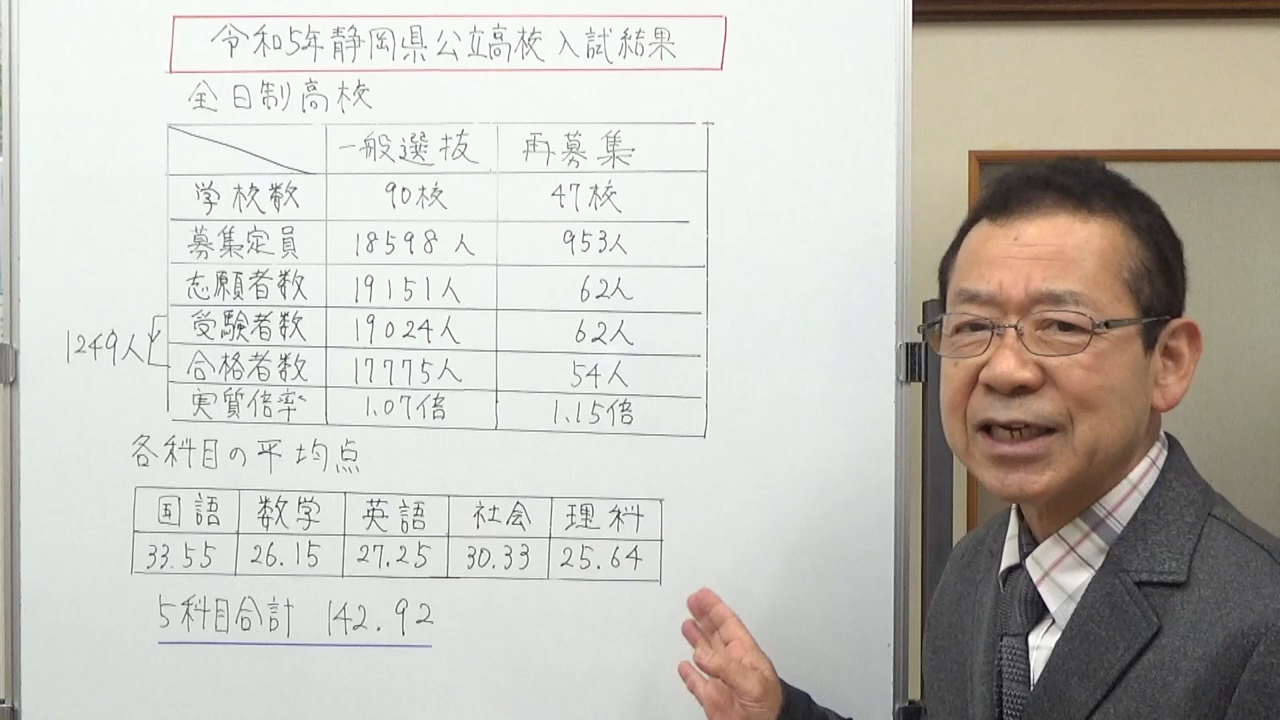 令和5年静岡県公立高校入試結果
全日制高校
一般選抜 再募集
学校数 90校 47校
募集定員 18598人 953人
志願者数 19151人 62人
受験者数 19024人 62人
1249人
合格者数 17775人 54人
実質倍率 1.07倍 1.15倍
各科目の平均点
国語 数学 英語 社会 理科
33.55 26.15 27.25 30.33 25.64
5科目合計 142.92